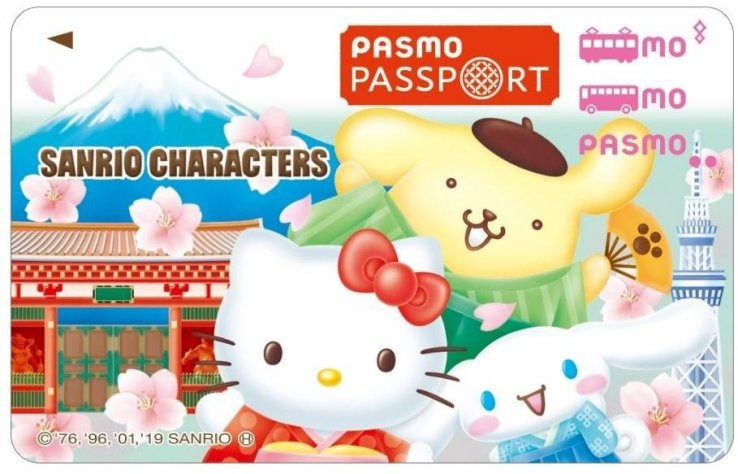 PASMO
PASSPORT
MO
MO
PASMO
SANRIO CHARACTERS
© '76, '96, '01, '19 SANRIO Ⓗ